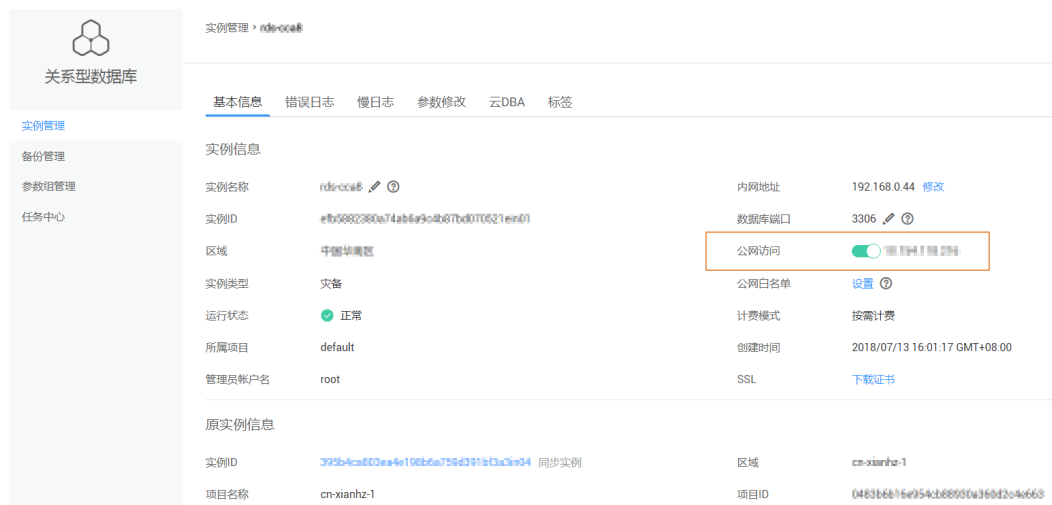 实例管理 >
关系型数据库
基本信息 错误日志 慢日志 参数修改 云DBA 标签
实例管理
备份管理
参数组管理
任务中心
实例信息
实例名称 内网地址 192.168.0.44 修改
实例ID 数据库端口 3306
区域 公网访问
实例类型 灾备 公网白名单 设置
运行状态 正常 计费模式 按需计费
所属项目 default 创建时间 2018/07/13 16:01:17 GMT+08:00
管理员帐户名 root SSL 下载证书
原实例信息
实例ID 同步实例 区域
项目名称 cn-xianhz-1 项目ID